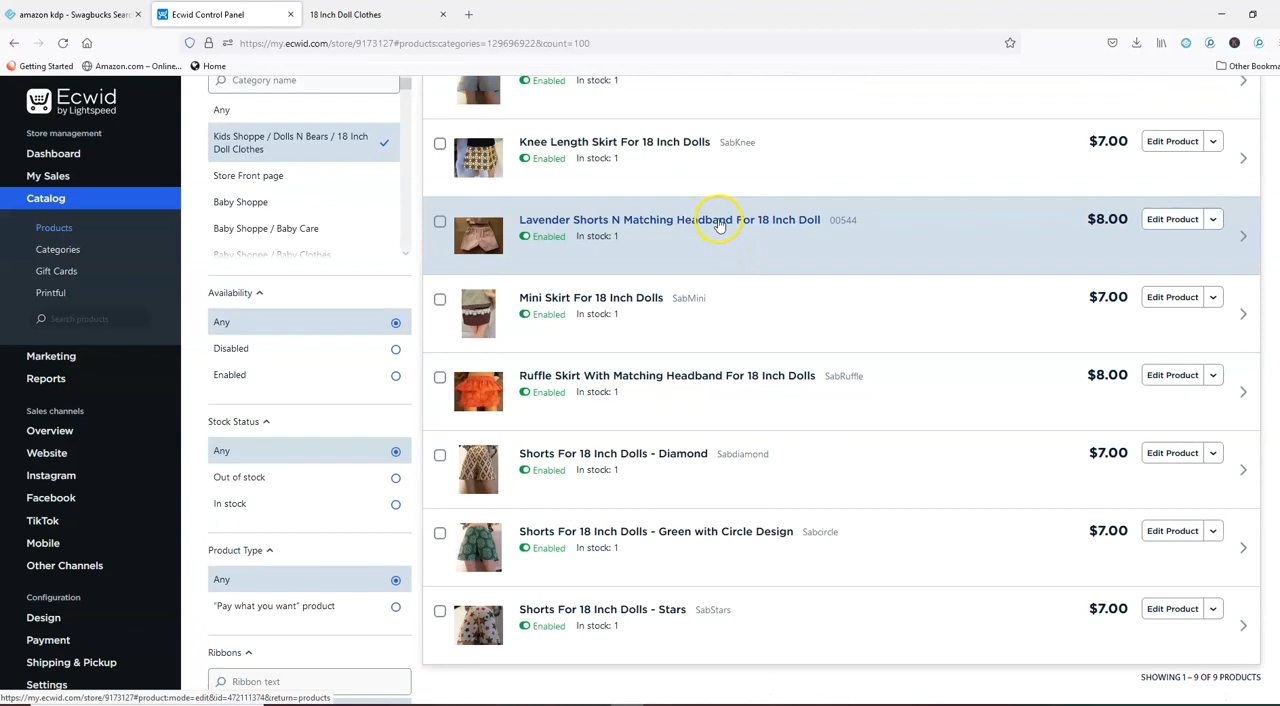 amazon kdp - Swagbucks Sear
Ecwid Control Panel
18 Inch Doll Clothes
https://my.ecwid.com/store/9173127#products:categories=129696922&count=100
Getting Started
Amazon.com – Online...
Home
Other Bookma
Ecwid
by Lightspeed
Store management
Dashboard
My Sales
Catalog
Products
Categories
Gift Cards
Printful
Search products
Marketing
Reports
Sales channels
Overview
Website
Instagram
Facebook
TikTok
Mobile
Other Channels
Configuration
Design
Payment
Shipping & Pickup
Settings
https://my.ecwid.com/store/9173127#product:mode=edit&id=472111374&return=products
Category name
Any
Kids Shoppe / Dolls N Bears / 18 Inch
Doll Clothes
Store Front page
Baby Shoppe
Baby Shoppe / Baby Care
Baby Shoppe / Baby Clothes
Availability
Any
Disabled
Enabled
Stock Status
Any
Out of stock
In stock
Product Type
Any
"Pay what you want" product
Ribbons
Ribbon text
Enabled In stock: 1
Knee Length Skirt For 18 Inch Dolls SabKnee
Enabled In stock: 1
$7.00 Edit Product
Lavender Shorts N Matching Headband For 18 Inch Doll 00544
Enabled In stock: 1
$8.00 Edit Product
Mini Skirt For 18 Inch Dolls SabMini
Enabled In stock: 1
$7.00 Edit Product
Ruffle Skirt With Matching Headband For 18 Inch Dolls SabRuffle
Enabled In stock: 1
$8.00 Edit Product
Shorts For 18 Inch Dolls - Diamond Sabdiamond
Enabled In stock: 1
$7.00 Edit Product
Shorts For 18 Inch Dolls - Green with Circle Design Sabcircle
Enabled In stock: 1
$7.00 Edit Product
Shorts For 18 Inch Dolls - Stars SabStars
Enabled In stock: 1
$7.00 Edit Product
SHOWING 1 – 9 OF 9 PRODUCTS